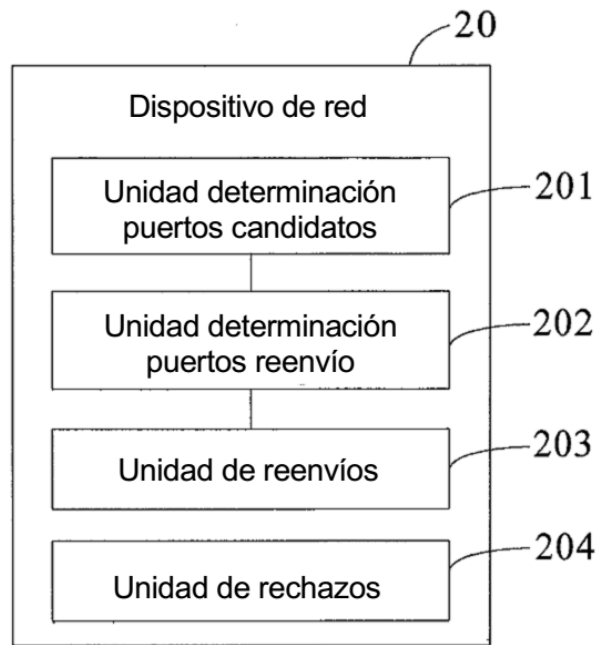 20
Dispositivo de red
Unidad determinación
puertos candidatos
201
Unidad determinación
puertos reenvío
202
Unidad de reenvíos
203
Unidad de rechazos
204